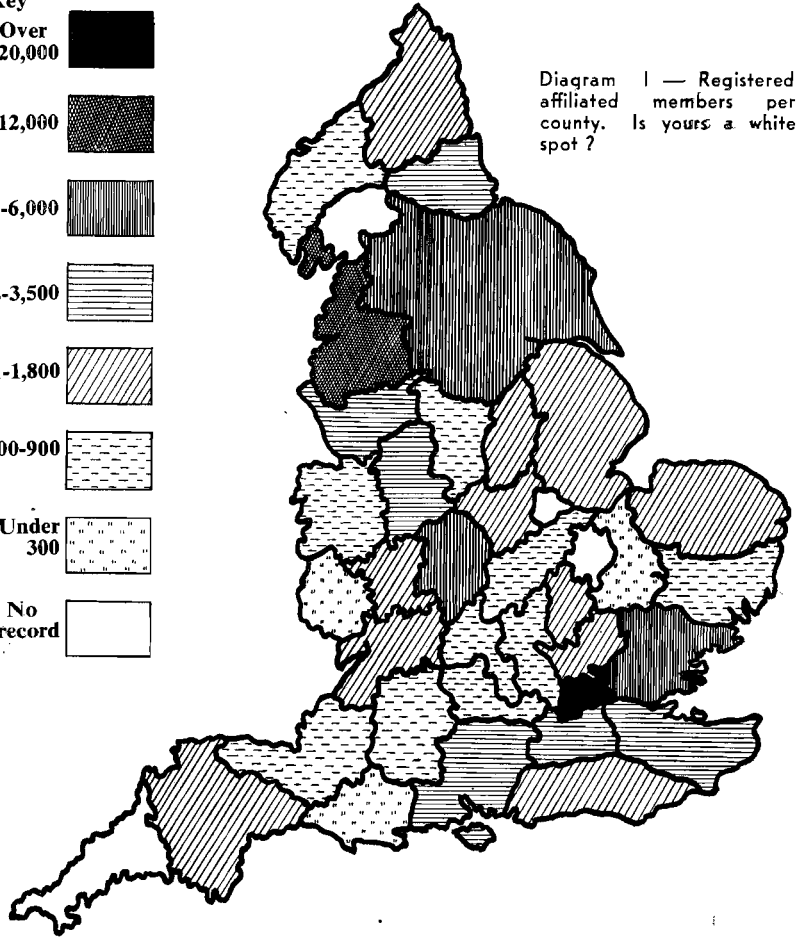 Key
Over
20,000
12,000
-6,000
-3,500
-1,800
00-900
Under
300
No
record
Diagram I — Registered
affiliated members per
county. Is yours a white
spot ?